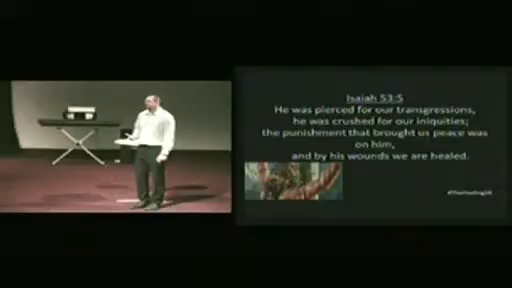 Isaiah 53:5
He was pierced for our transgressions,
he was crushed for our iniquities;
the punishment that brought us peace was
on him,
and by his wounds we are healed.